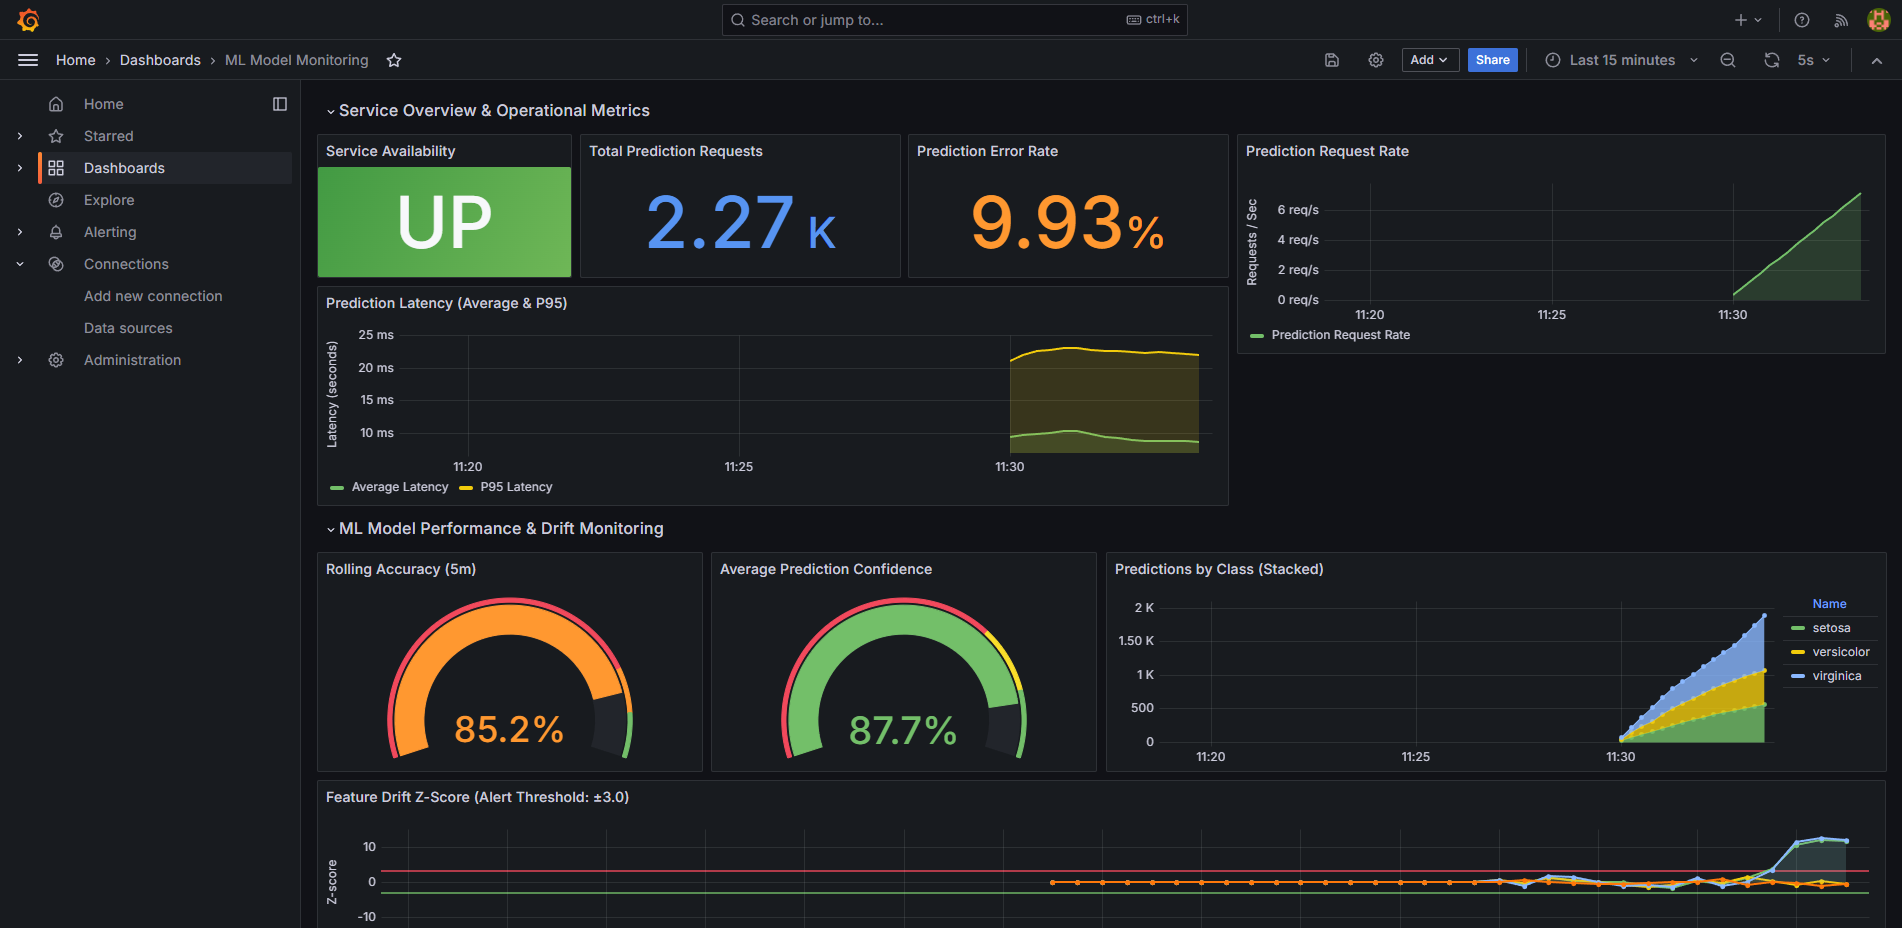 Search or jump to...
ctrl+k
Home › Dashboards › ML Model Monitoring
Add
Share
Last 15 minutes
5s
Home
Starred
Dashboards
Explore
Alerting
Connections
Add new connection
Data sources
Administration
Service Overview & Operational Metrics
Service Availability
UP
Total Prediction Requests
2.27 K
Prediction Error Rate
9.93%
Prediction Request Rate
Requests / Sec
6 req/s
4 req/s
2 req/s
0 req/s
11:20 11:25 11:30
Prediction Request Rate
Prediction Latency (Average & P95)
Latency (seconds)
25 ms
20 ms
15 ms
10 ms
11:20 11:25 11:30
Average Latency P95 Latency
ML Model Performance & Drift Monitoring
Rolling Accuracy (5m)
85.2%
Average Prediction Confidence
87.7%
Predictions by Class (Stacked)
2 K
1.50 K
1 K
500
0
11:20 11:25 11:30
Name
setosa
versicolor
virginica
Feature Drift Z-Score (Alert Threshold: ±3.0)
Z-score
10
0
-10